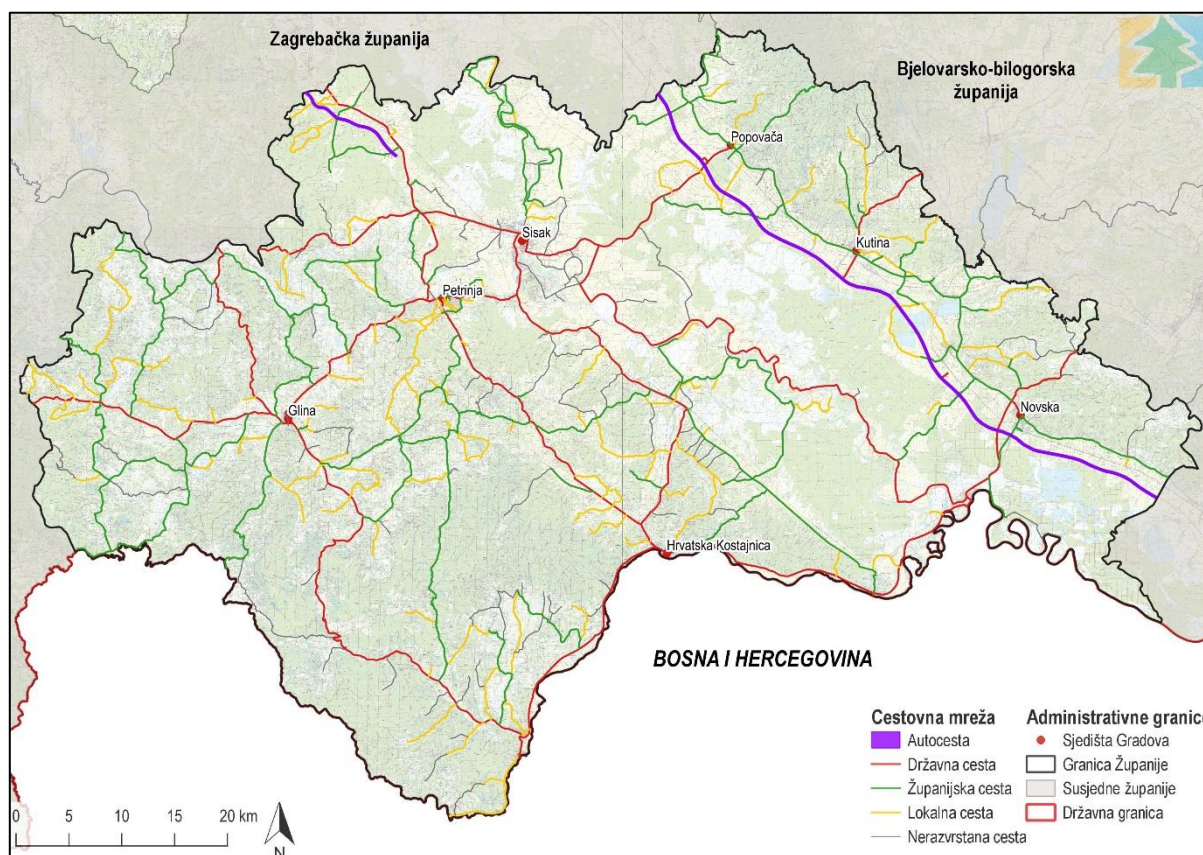 Zagrebačka županija
Bjelovarsko-bilogorska
županija
Popovača
Sisak
Kutina
Petrinja
Glina
Novska
Hrvatska Kostajnica
BOSNA I HERCEGOVINA
Cestovna mreža
Autocesta
Državna cesta
Županijska cesta
Lokalna cesta
Nerazvrstana cesta
Administrativne granice
Sjedišta Gradova
Granica Županije
Susjedne županije
Državna granica
0 5 10 15 20 km
N